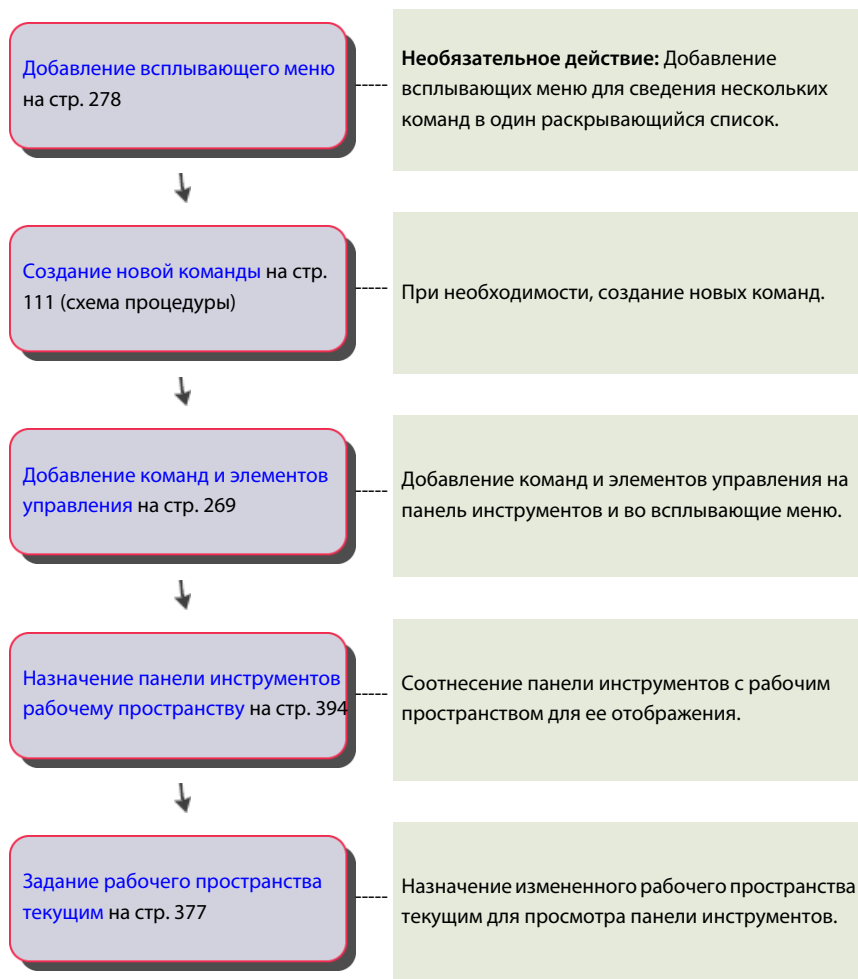 Добавление всплывающего меню
на стр. 278
Необязательное действие: Добавление
всплывающих меню для сведения нескольких
команд в один раскрывающийся список.
Создание новой команды на стр.
111 (схема процедуры)
При необходимости, создание новых команд.
Добавление команд и элементов
управления на стр. 269
Добавление команд и элементов управления на
панель инструментов и во всплывающие меню.
Назначение панели инструментов
рабочему пространству на стр. 394
Соотнесение панели инструментов с рабочим
пространством для ее отображения.
Задание рабочего пространства
текущим на стр. 377
Назначение измененного рабочего пространства
текущим для просмотра панели инструментов.